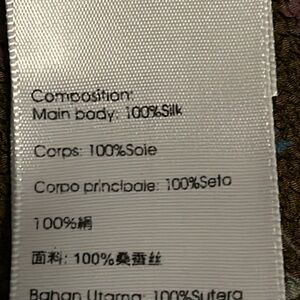 Composition:
Main body: 100%Silk
Corps: 100%Soie
Corpo principale: 100%Seta
100%絹
面料: 100%桑蚕丝
Bahan Utama: 100%Sutera